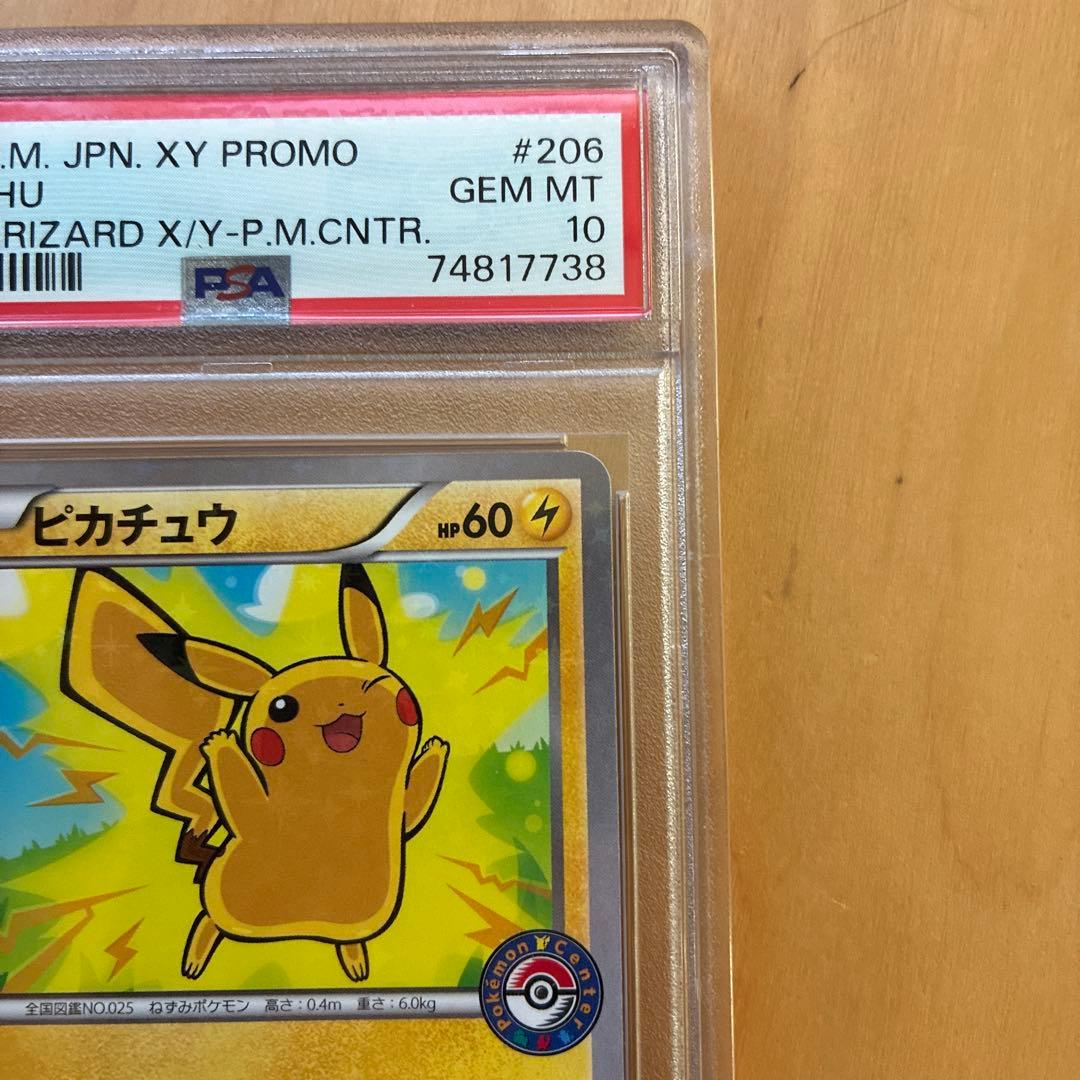 .M. JPN. XY PROMO #206
HU GEM MT
RIZARD X/Y-P.M.CNTR. 10
PSA 74817738
ピカチュウ HP60
全国図鑑NO.025 ねずみポケモン 高さ:0.4m 重さ:6.0kg
Pokémon Center